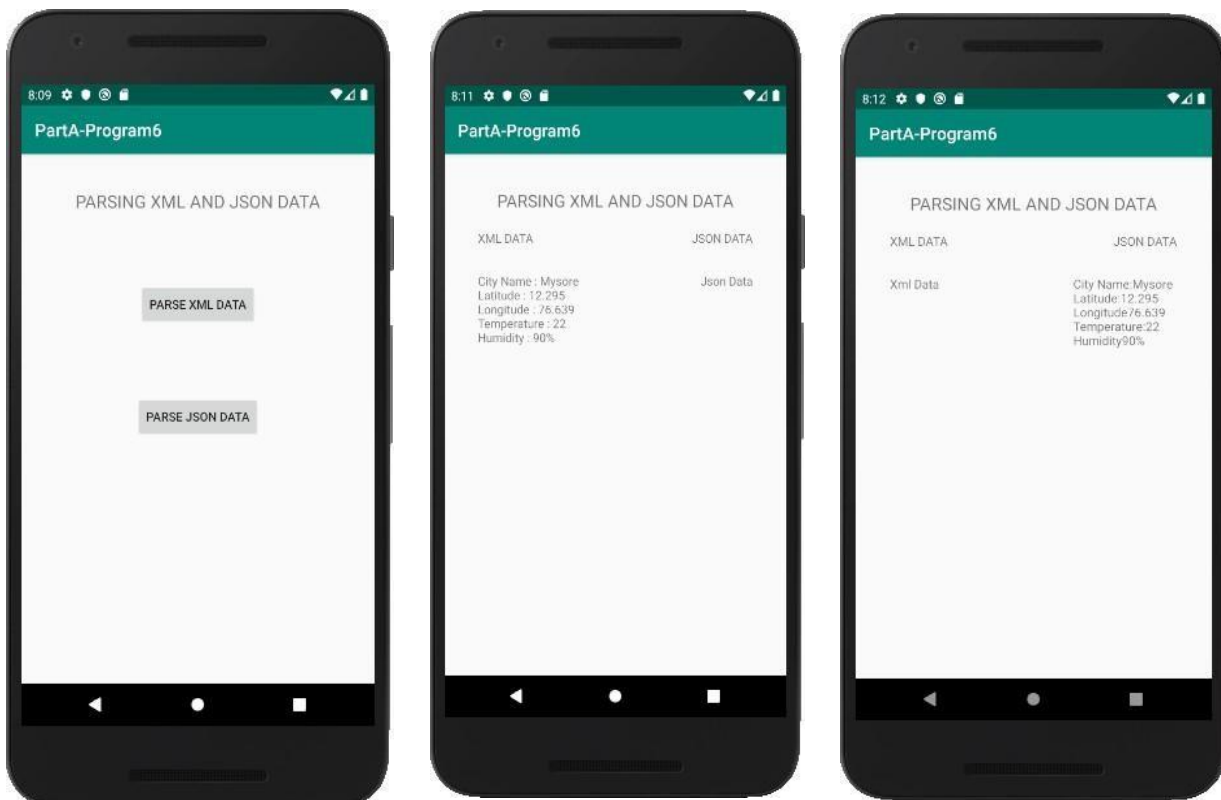 8:09
PartA-Program6
PARSING XML AND JSON DATA
PARSE XML DATA
PARSE JSON DATA
8:11
PartA-Program6
PARSING XML AND JSON DATA
XML DATA JSON DATA
City Name : Mysore Json Data
Latitude : 12.295
Longitude : 76.639
Temperature : 22
Humidity : 90%
8:12
PartA-Program6
PARSING XML AND JSON DATA
XML DATA JSON DATA
Xml Data City Name:Mysore
Latitude:12.295
Longitude76.639
Temperature:22
Humidity90%